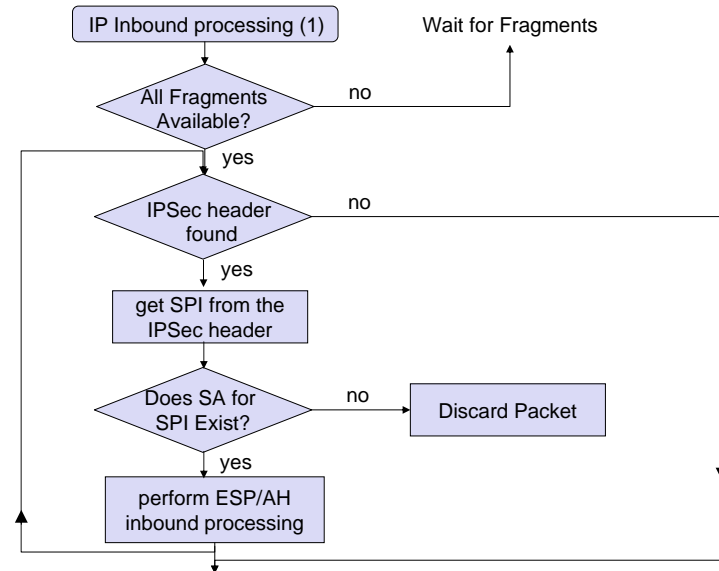 IP Inbound processing (1)
Wait for Fragments
All Fragments
Available?
no
yes
IPSec header
found
no
yes
get SPI from the
IPSec header
Does SA for
SPI Exist?
no
Discard Packet
yes
perform ESP/AH
inbound processing